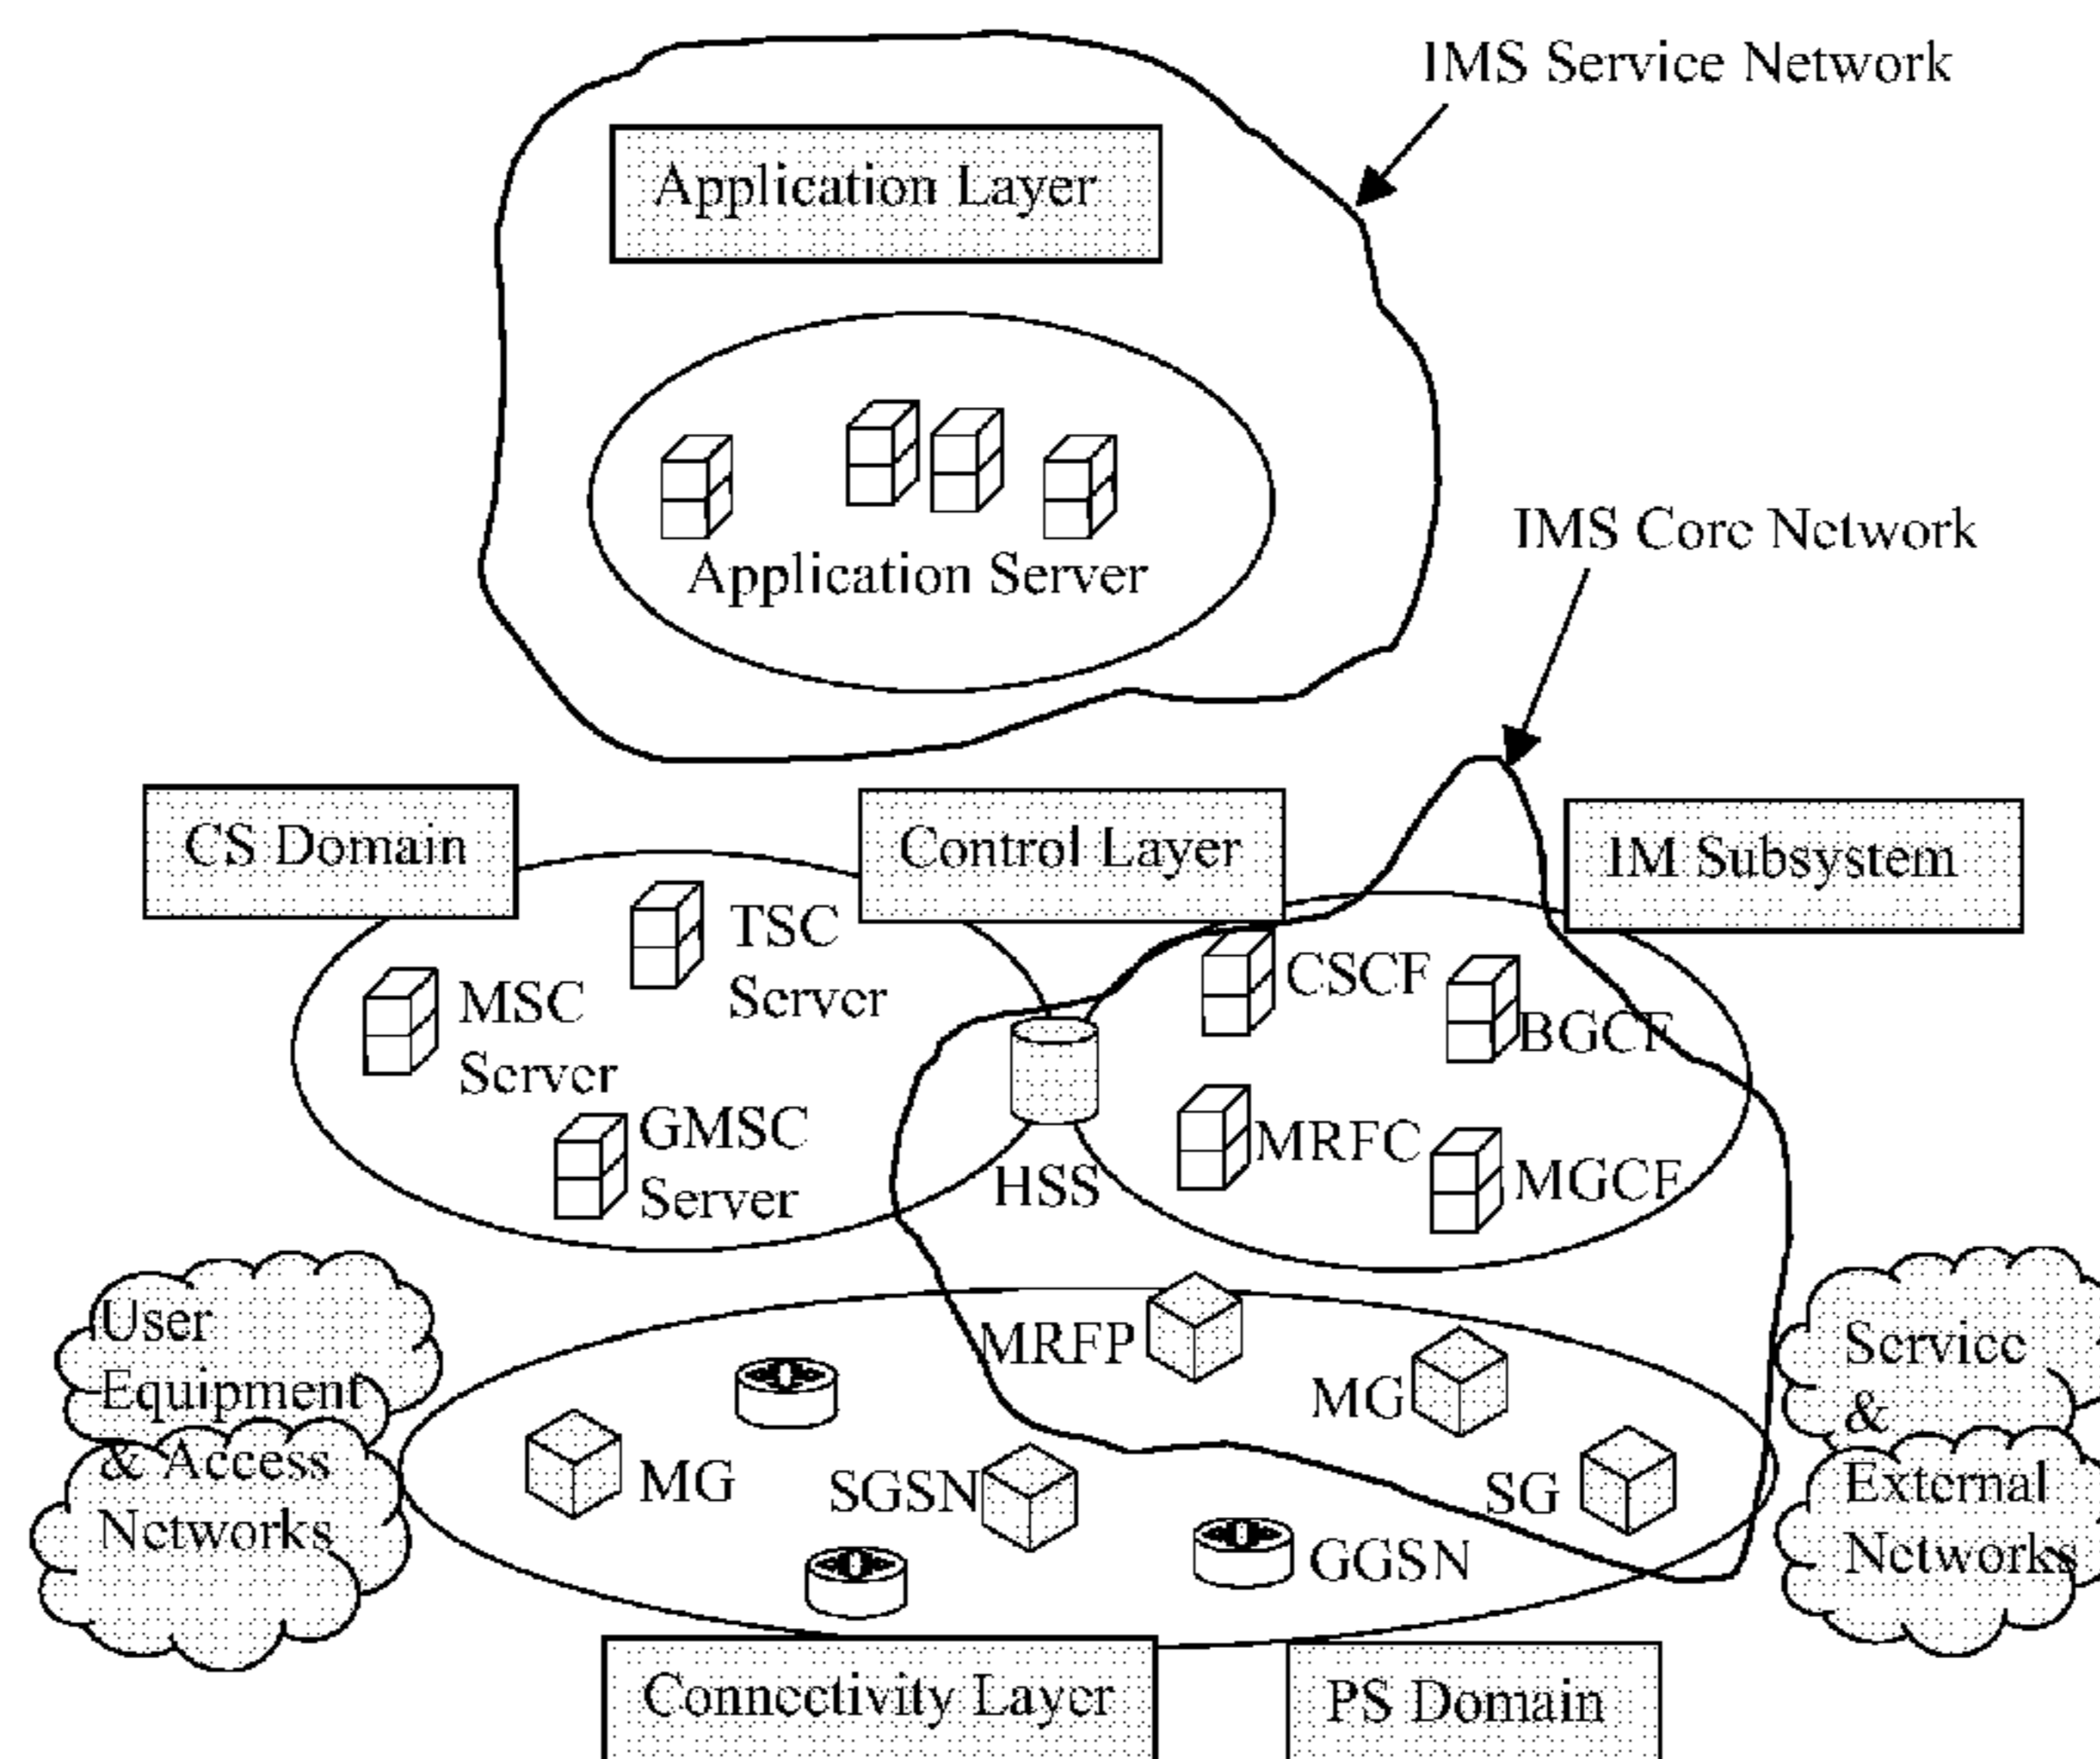 IMS Service Network
Application Layer
Application Server
IMS Core Network
CS Domain
Control Layer
IM Subsystem
TSC
Server
MSC
Server
GMSC
Server
HSS
CSCF
BGCF
MRFC
MGCF
User
Equipment
& Access
Networks
MRFP
MG
SG
MG
SGSN
GGSN
Service
&
External
Networks
Connectivity Layer
PS Domain